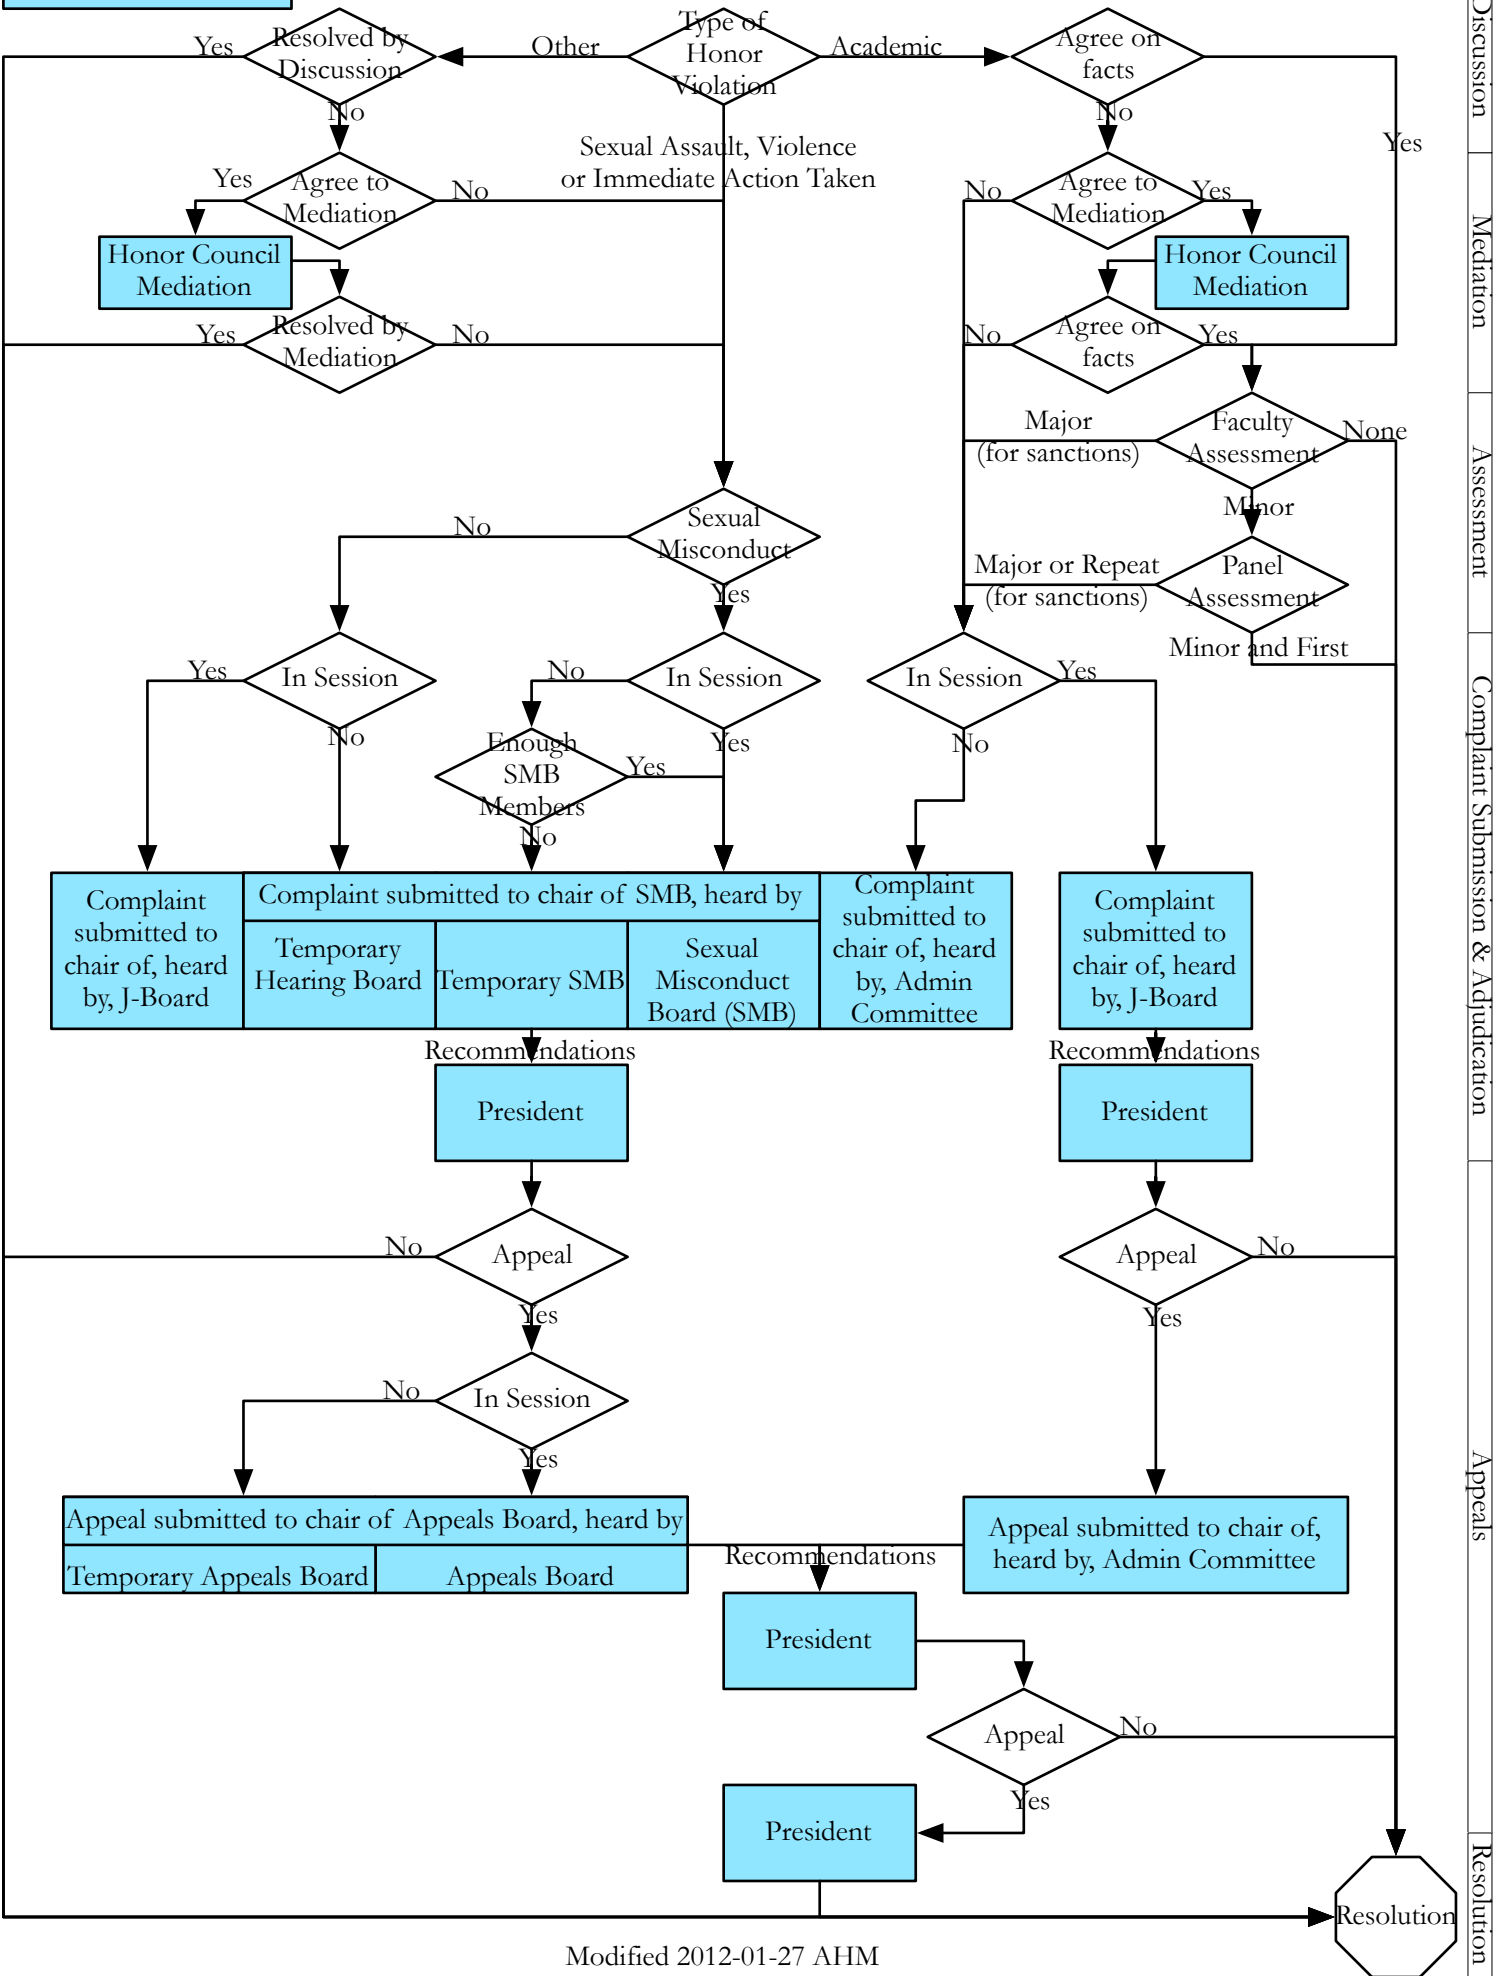 Discussion
Yes
Resolved by
Discussion
Other
Type of
Honor
Violation
Academic
Agree on
facts
No
No
Yes
Sexual Assault, Violence
or Immediate Action Taken
Yes
Agree to
Mediation
No
No
Agree to
Mediation
Yes
Mediation
Honor Council
Mediation
Honor Council
Mediation
Yes
Resolved by
Mediation
No
No
Agree on
facts
Yes
Major
(for sanctions)
Faculty
Assessment
None
Assessment
Minor
No
Sexual
Misconduct
Yes
Major or Repeat
(for sanctions)
Panel
Assessment
Minor and First
Yes
In Session
No
No
In Session
Yes
In Session
Yes
No
Complaint Submission & Adjudication
Enough
SMB
Members
Yes
No
Complaint
submitted to
chair of, heard
by, J-Board
Complaint submitted to chair of SMB, heard by
Temporary
Hearing Board
Temporary SMB
Sexual
Misconduct
Board (SMB)
Complaint
submitted to
chair of, heard
by, Admin
Committee
Complaint
submitted to
chair of, heard
by, J-Board
Recommendations
Recommendations
President
President
No
Appeal
Yes
Appeal
No
Yes
No
In Session
Yes
Appeals
Appeal submitted to chair of Appeals Board, heard by
Temporary Appeals Board
Appeals Board
Recommendations
Appeal submitted to chair of,
heard by, Admin Committee
President
Appeal
No
Yes
President
Resolution
Resolution
Modified 2012-01-27 AHM